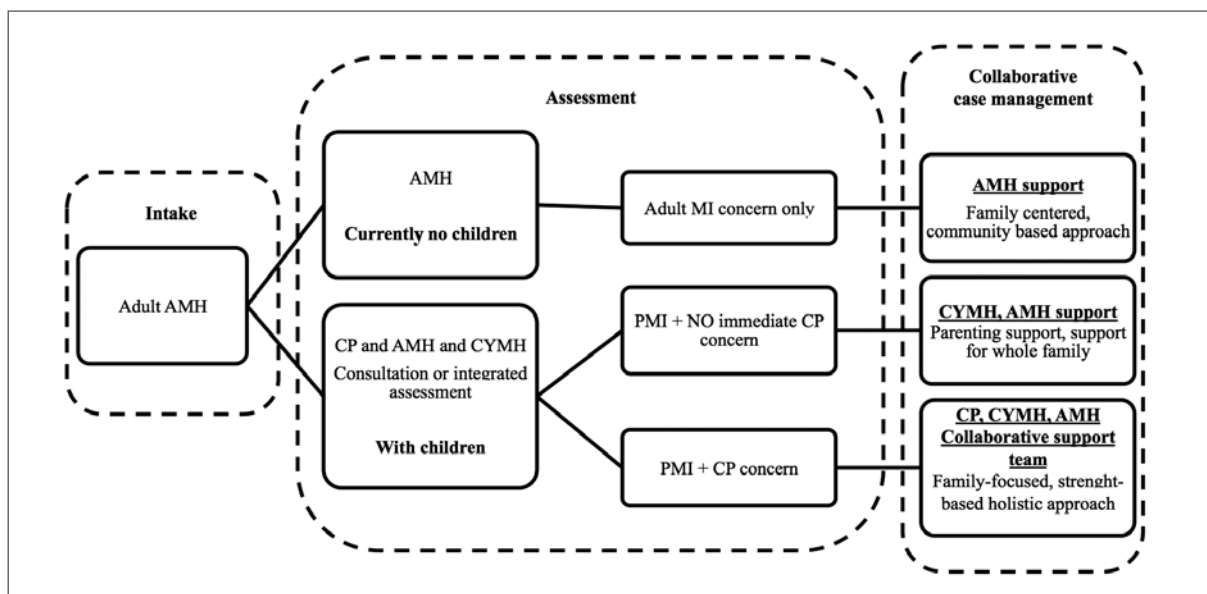 Intake
Adult AMH
Assessment
AMH
Currently no children
CP and AMH and CYMH
Consultation or integrated
assessment
With children
Adult MI concern only
PMI + NO immediate CP
concern
PMI + CP concern
Collaborative
case management
AMH support
Family centered,
community based approach
CYMH, AMH support
Parenting support, support
for whole family
CP, CYMH, AMH
Collaborative support
team
Family-focused, strenght-
based holistic approach